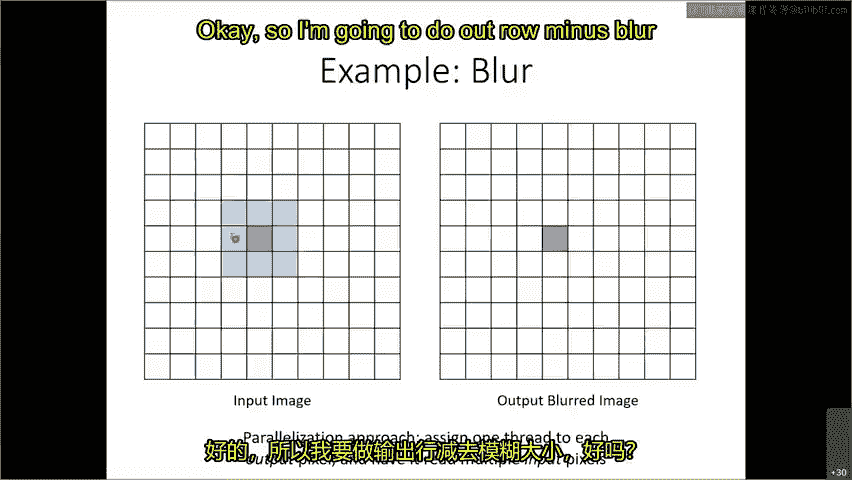 Okay, so I'm going to do out row minus blur
Example: Blur
Input Image
Output Blurred Image
Parallelization approach: assign one thread to each
output pixel, and have it read multiple input pixels
好的，所以我要做输出行减去模糊大小，好吗？
+30